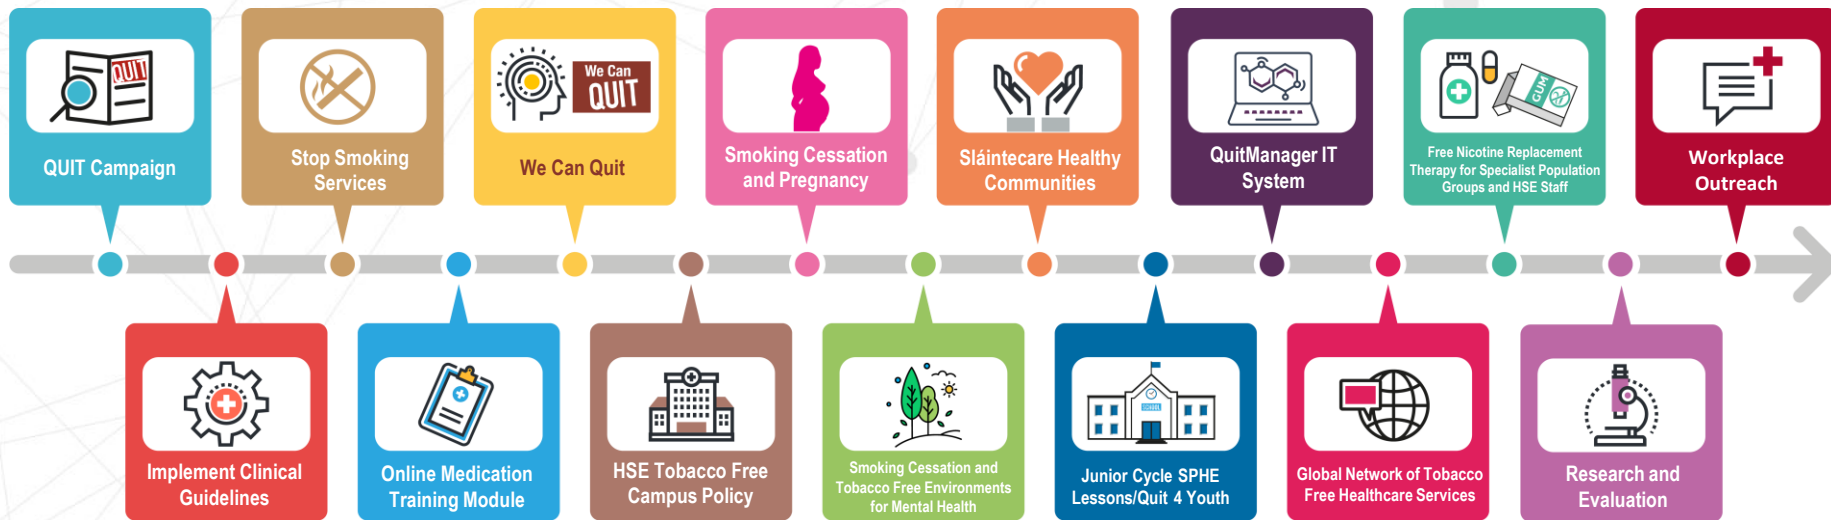 QUIT
QUIT Campaign
Stop Smoking
Services
We Can
QUIT
We Can Quit
Smoking Cessation
and Pregnancy
Sláintecare Healthy
Communities
QuitManager IT
System
GUM
Free Nicotine Replacement
Therapy for Specialist Population
Groups and HSE Staff
Workplace
Outreach
Implement Clinical
Guidelines
Online Medication
Training Module
HSE Tobacco Free
Campus Policy
Smoking Cessation and
Tobacco Free Environments
for Mental Health
SCHOOL
Junior Cycle SPHE
Lessons/Quit 4 Youth
Global Network of Tobacco
Free Healthcare Services
Research and
Evaluation